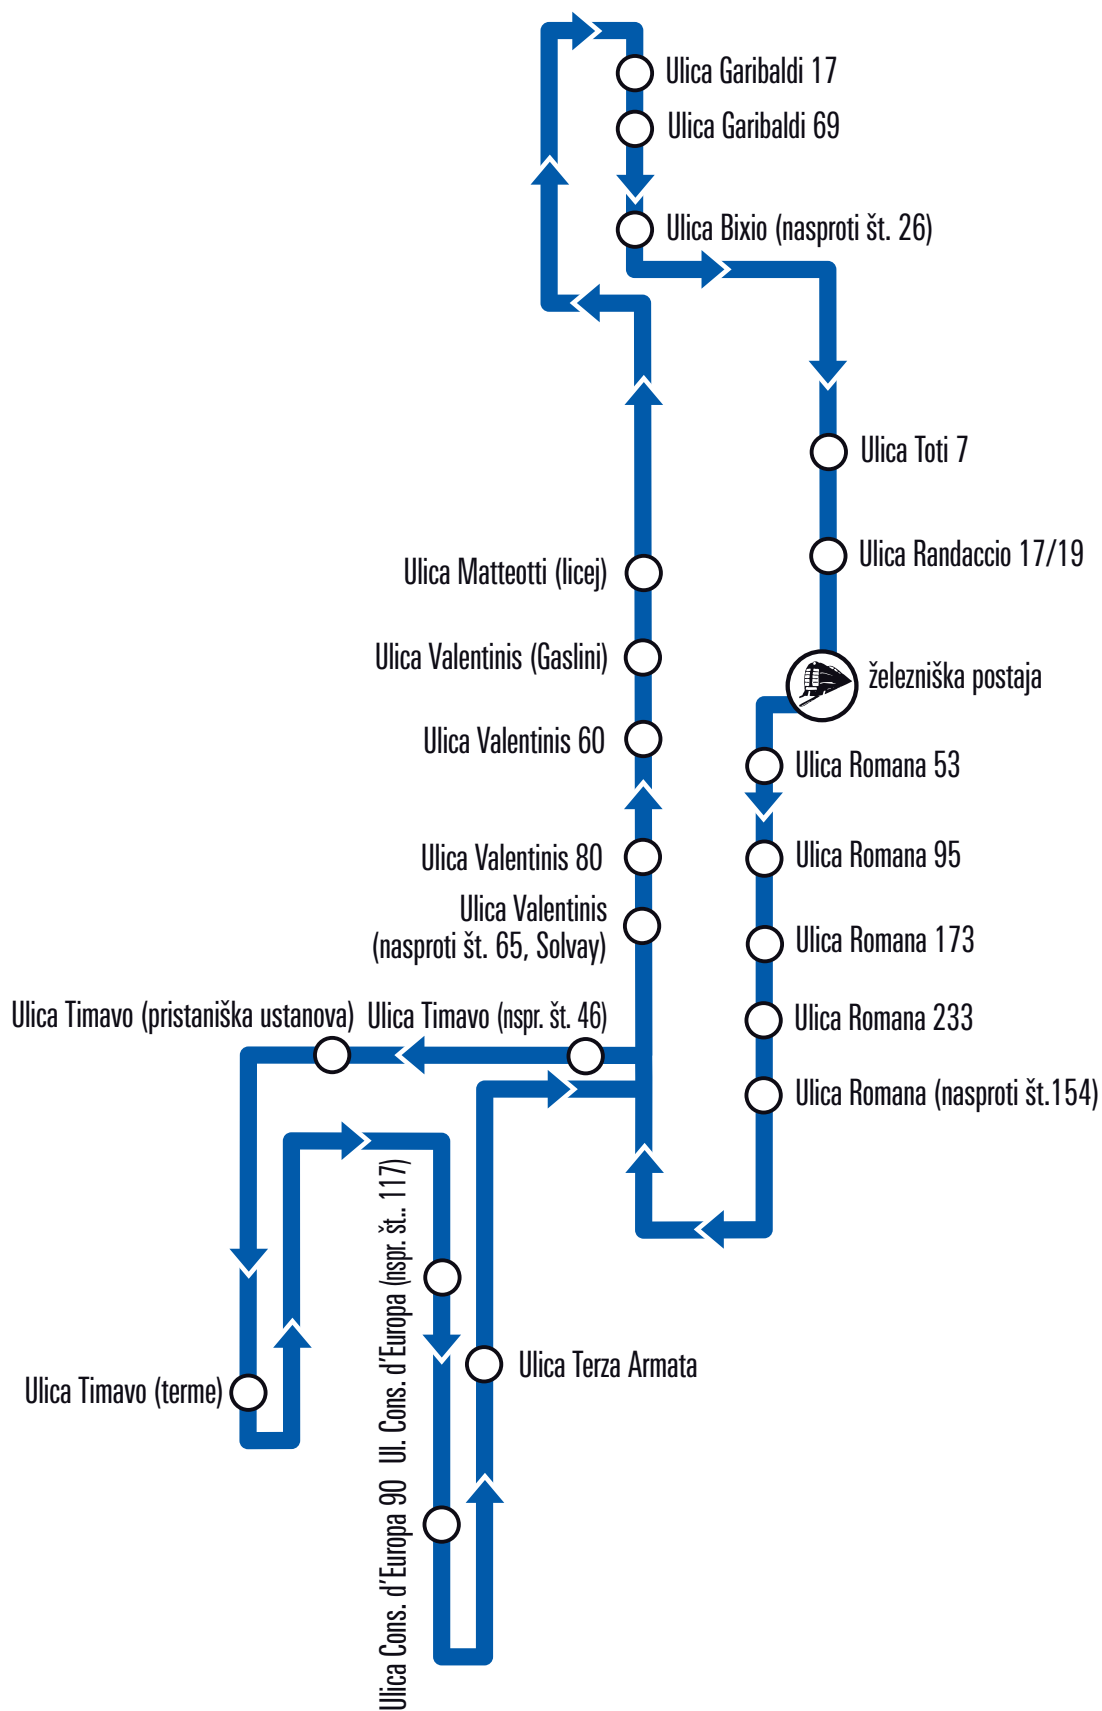 Ulica Garibaldi 17
Ulica Garibaldi 69
Ulica Bixio (nasproti št. 26)
Ulica Toti 7
Ulica Randaccio 17/19
Ulica Matteotti (licej)
Ulica Valentinis (Gaslini)
železniška postaja
Ulica Valentinis 60
Ulica Romana 53
Ulica Valentinis 80
Ulica Romana 95
Ulica Valentinis
(nasproti št. 65, Solvay)
Ulica Romana 173
Ulica Timavo (pristaniška ustanova)
Ulica Timavo (nspr. št. 46)
Ulica Romana 233
Ulica Romana (nasproti št.154)
Ul. Cons. d'Europa (nspr. št.. 117)
Ulica Terza Armata
Ulica Timavo (terme)
Ulica Cons. d'Europa 90